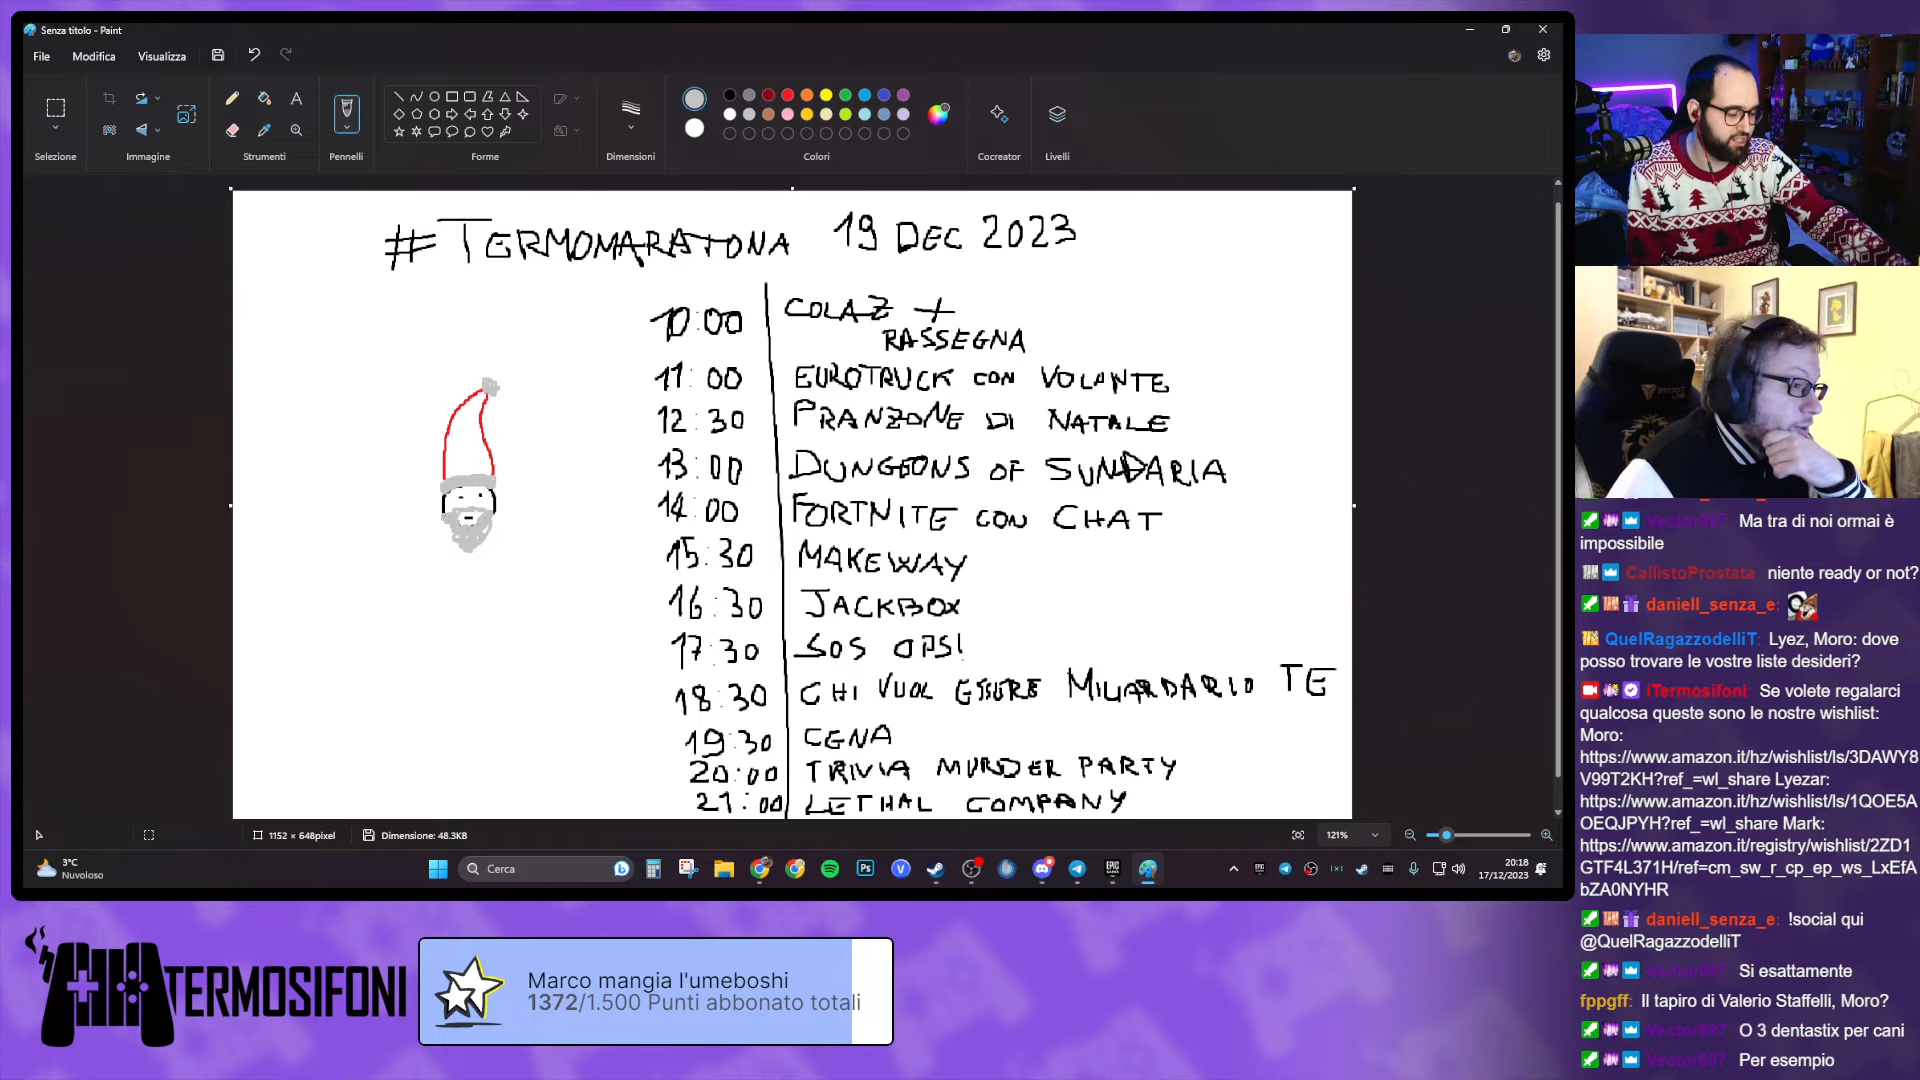 Senza titolo - Paint
File Modifica Visualizza
Selezione Immagine Strumenti Pennelli Forme Dimensioni Colori Cocreator Livelli
#TERMOMARATONA 19 DEC 2023
10:00 COLAZ +
RASSEGNA
11:00 EUROTRUCK CON VOLANTE
12:30 PRANZONE DI NATALE
13:00 DUNGEONS OF SUNDARIA
14:00 FORTNITE CON CHAT
15:30 MAKEWAY
16:30 JACKBOX
17:30 SOS OPS!
18:30 CHI VUOL ESSERE MILIARDARIO TE
19:30 CENA
20:00 TRIVIA MURDER PARTY
21:00 LETHAL COMPANY
1152 × 648pixel Dimensione: 48.3KB 121%
3°C
Nuvoloso
Cerca
20:18
17/12/2023
TERMOSIFONI
Marco mangia l'umeboshi
1372/1.500 Punti abbonato totali
Vector897 Ma tra di noi ormai è
impossibile
CallistoProstata niente ready or not?
daniell_senza_e:
QuelRagazzodelliT: Lyez, Moro: dove
posso trovare le vostre liste desideri?
iTermosifoni: Se volete regalarci
qualcosa queste sono le nostre wishlist:
Moro:
https://www.amazon.it/hz/wishlist/ls/3DAWY8
V99T2KH?ref_=wl_share Lyezar:
https://www.amazon.it/hz/wishlist/ls/1QOE5A
OEQJPYH?ref_=wl_share Mark:
https://www.amazon.it/registry/wishlist/2ZD1
GTF4L371H/ref=cm_sw_r_cp_ep_ws_LxEfA
bZA0NYHR
daniell_senza_e: !social qui
@QuelRagazzodelliT
Vector897: Si esattamente
fppgff: Il tapiro di Valerio Staffelli, Moro?
Vector897: O 3 dentastix per cani
Vector897: Per esempio